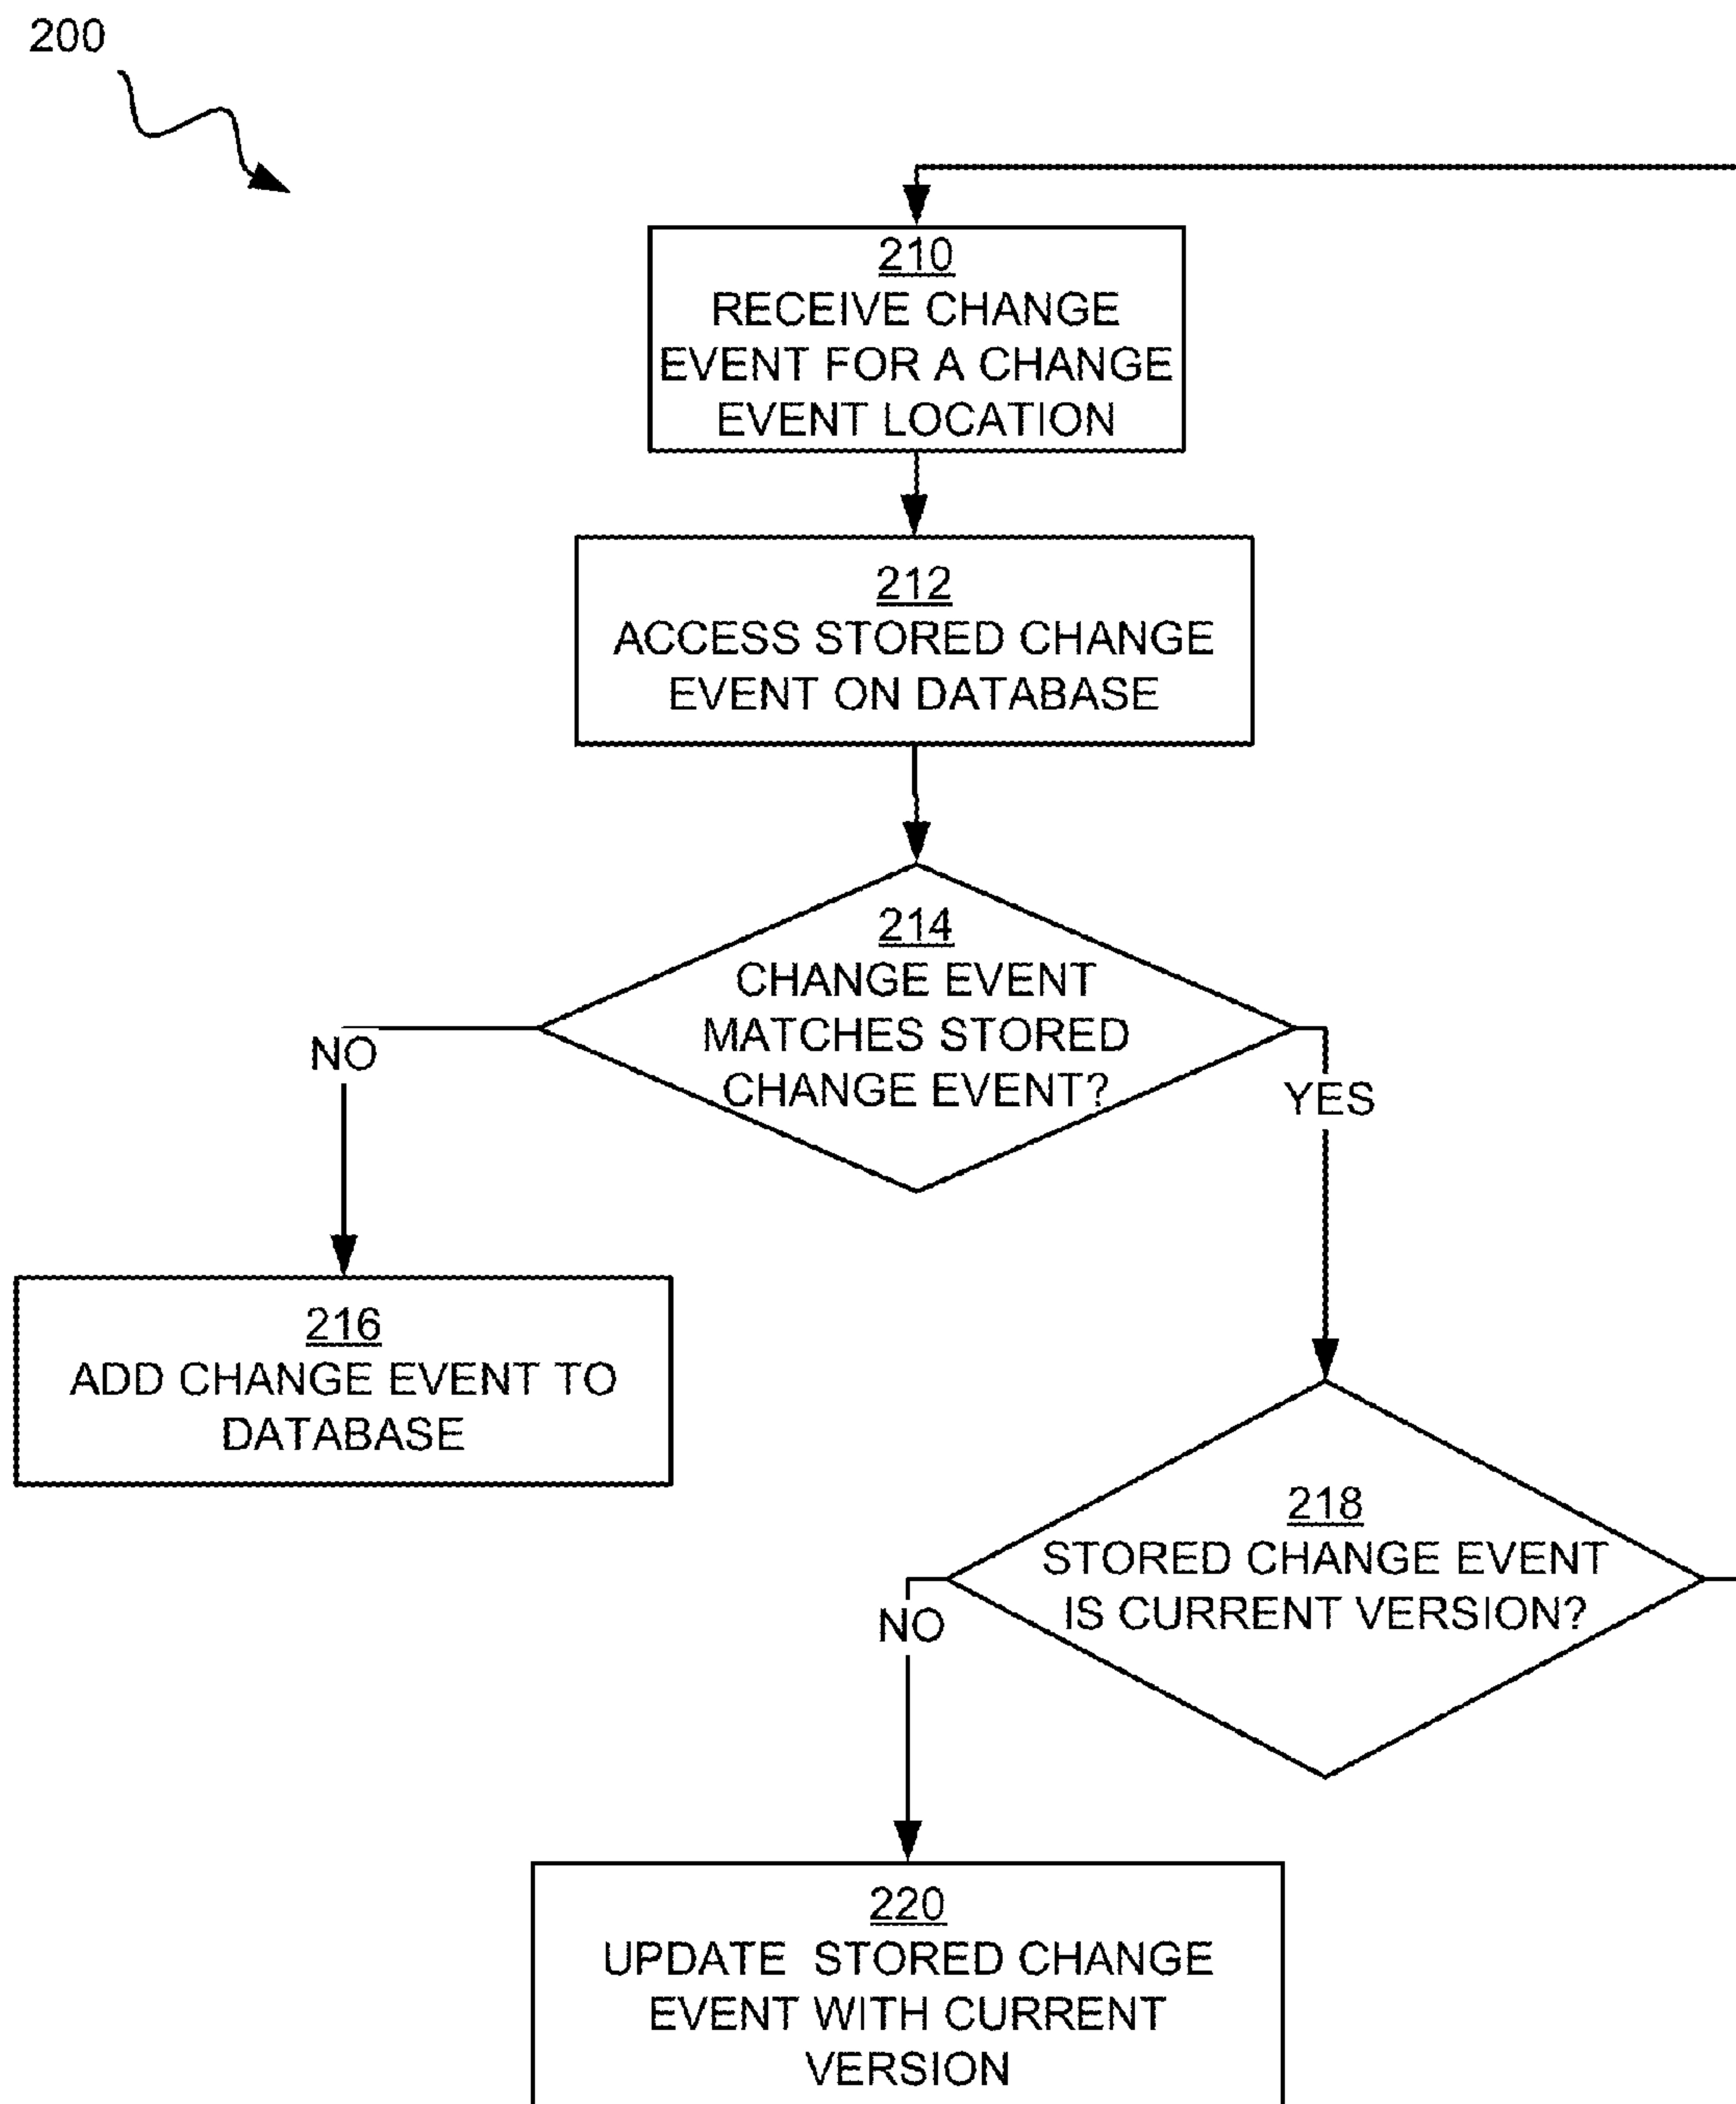 200
210
RECEIVE CHANGE
EVENT FOR A CHANGE
EVENT LOCATION
212
ACCESS STORED CHANGE
EVENT ON DATABASE
214
CHANGE EVENT
MATCHES STORED
CHANGE EVENT?
NO
YES
216
ADD CHANGE EVENT TO
DATABASE
218
STORED CHANGE EVENT
IS CURRENT VERSION?
NO
220
UPDATE STORED CHANGE
EVENT WITH CURRENT
VERSION